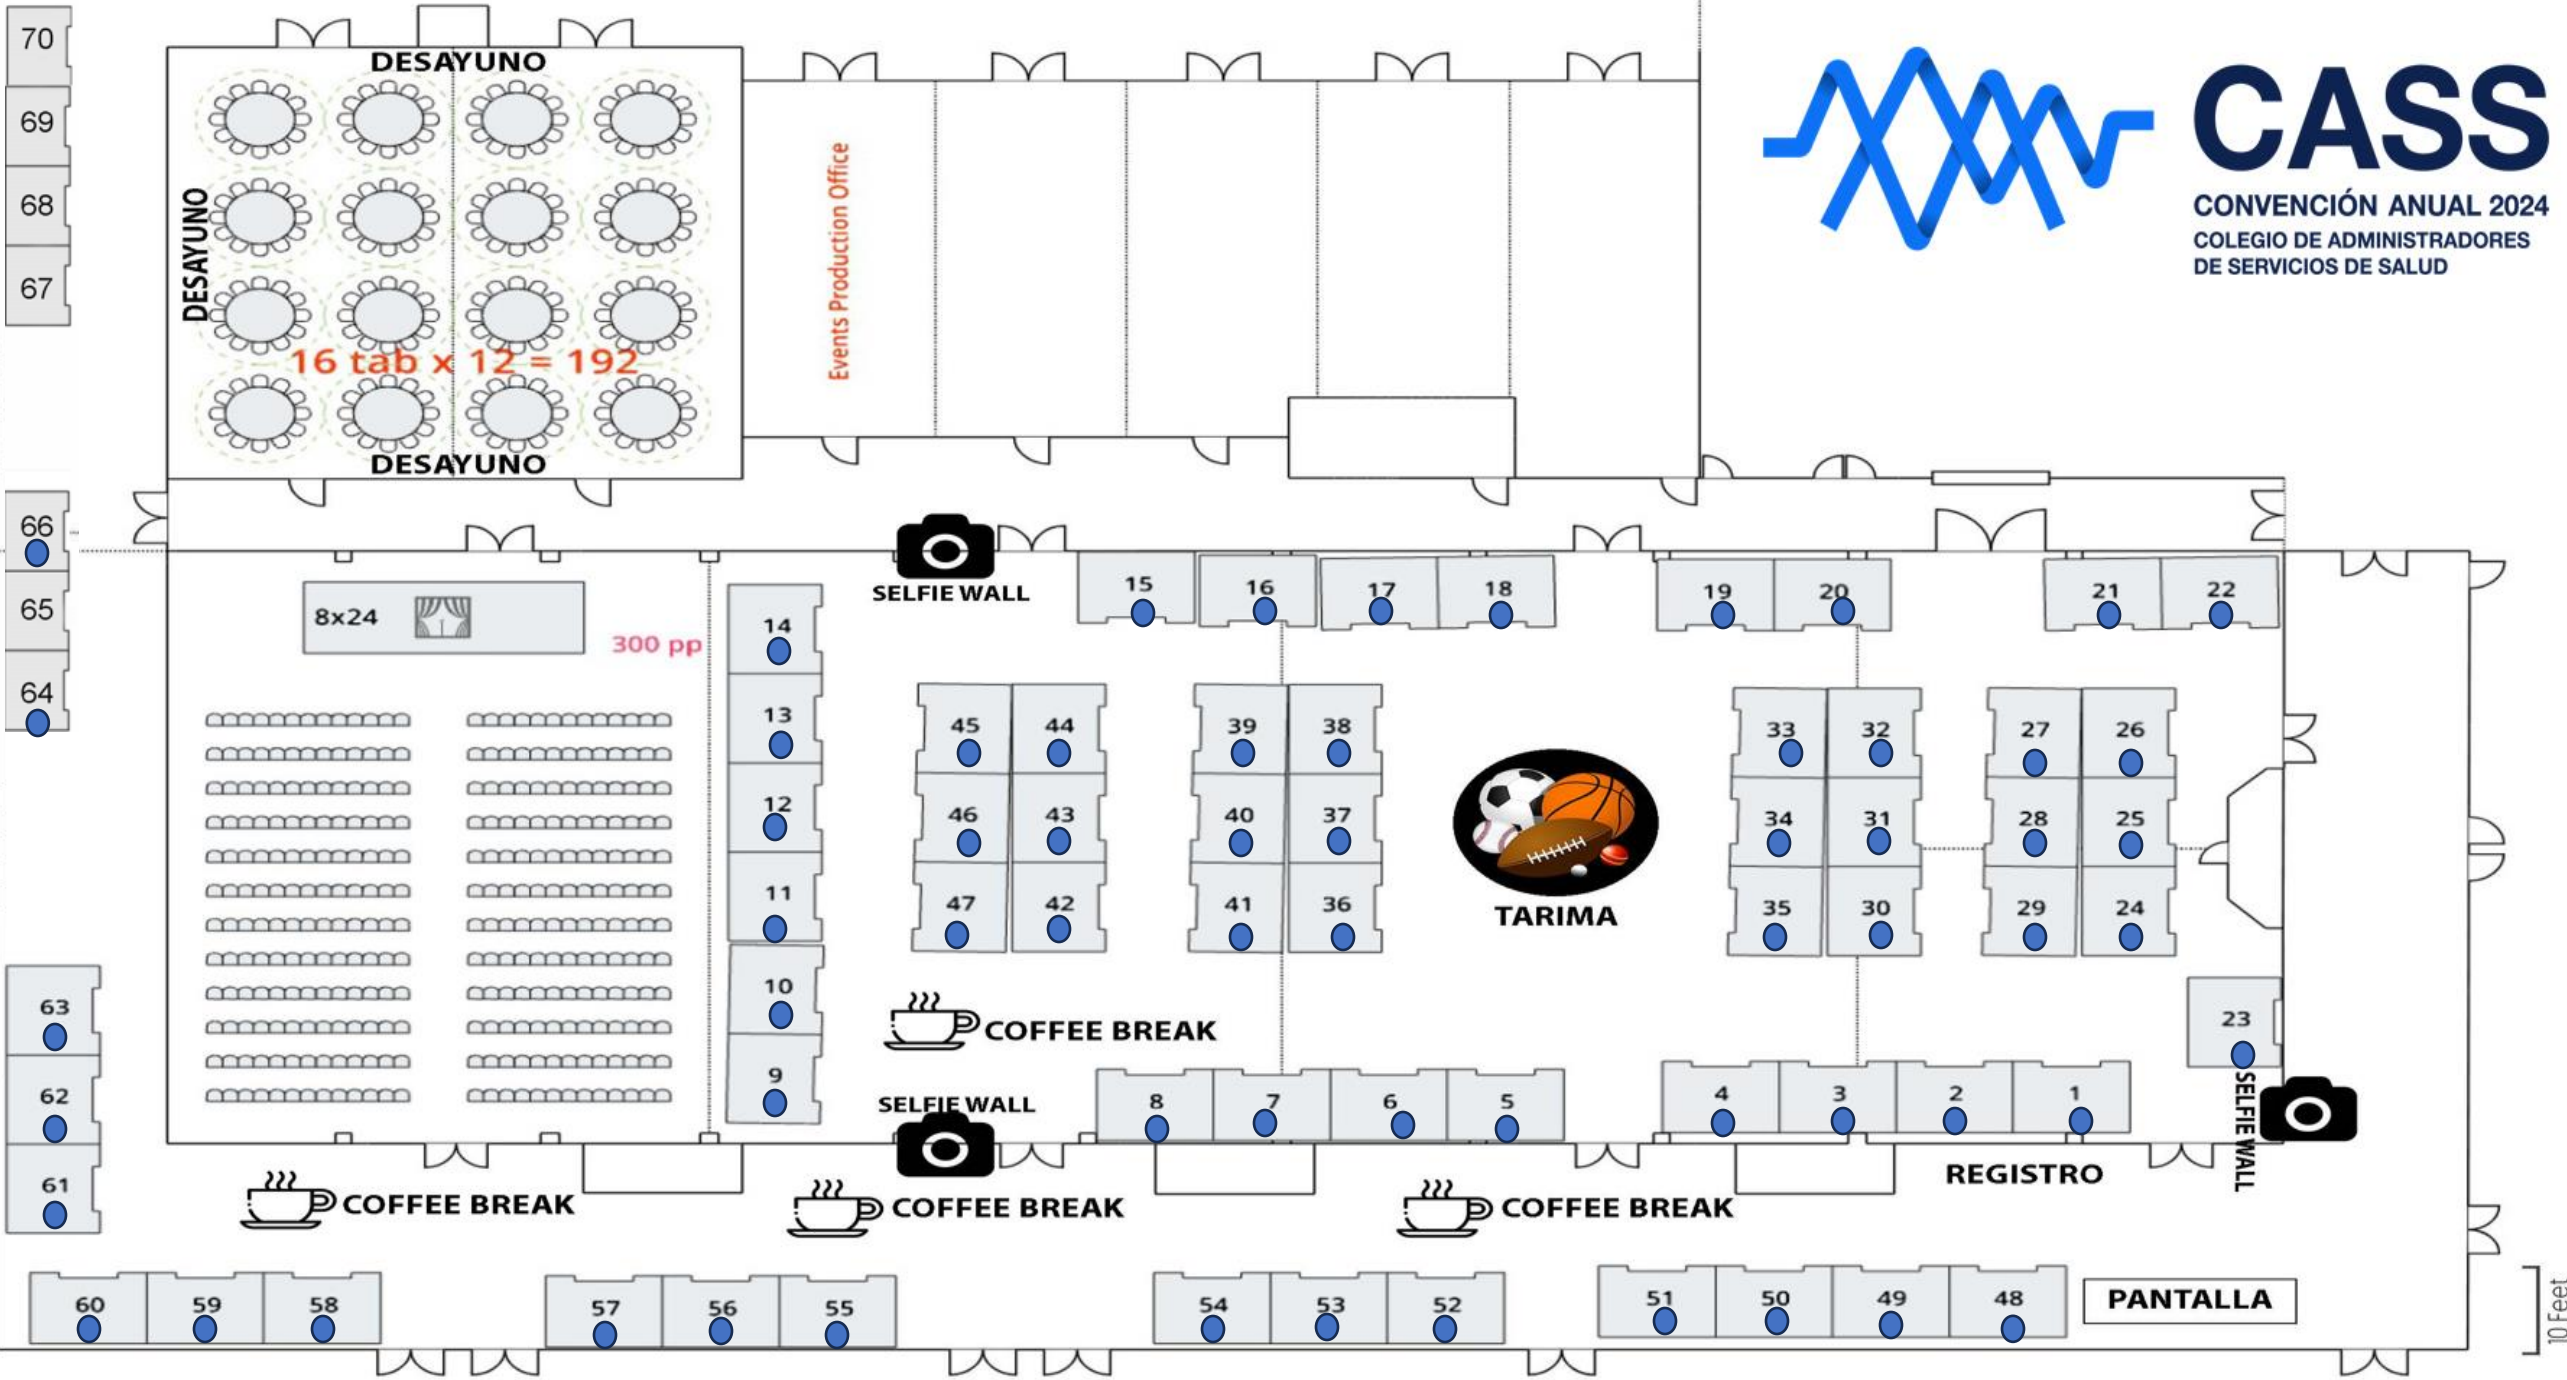 70
69
68
67
66
65
64
63
62
61
DESAYUNO
DESAYUNO
16 tab x 12 = 192
DESAYUNO
Events Production Office
CASS
CONVENCIÓN ANUAL 2024
COLEGIO DE ADMINISTRADORES
DE SERVICIOS DE SALUD
8x24
300 pp
SELFIE WALL
15 16 17 18 19 20 21 22
14
13
12
11
10
9
45 44 39 38 33 32 27 26
46 43 40 37 34 31 28 25
47 42 41 36 35 30 29 24
TARIMA
23
COFFEE BREAK
SELFIE WALL
8 7 6 5 4 3 2 1
SELFIE WALL
REGISTRO
COFFEE BREAK
COFFEE BREAK
COFFEE BREAK
60 59 58 57 56 55 54 53 52 51 50 49 48
PANTALLA
10 Feet